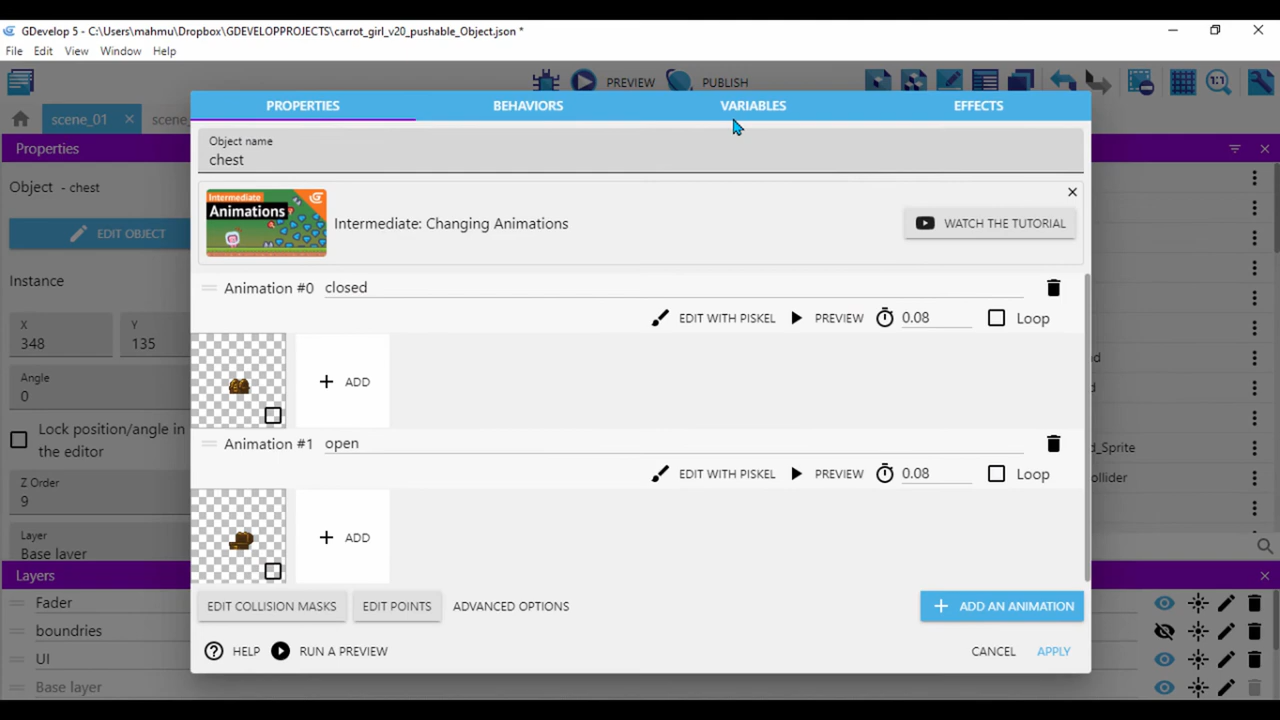 GDevelop 5 - C:\Users\mahmu\Dropbox\GDEVELOPPROJECTS\carrot_girl_v20_pushable_Object.json *
File Edit View Window Help
PREVIEW PUBLISH
1:1
scene_01 scene_
PROPERTIES BEHAVIORS VARIABLES EFFECTS
Properties
Object name
chest
Object - chest
EDIT OBJECT
Intermediate
Animations
Intermediate: Changing Animations
WATCH THE TUTORIAL
Instance
X
348
Y
135
Angle
0
Lock position/angle in
the editor
Z Order
9
Layer
Base layer
Animation #0 closed
EDIT WITH PISKEL PREVIEW 0.08 Loop
+ ADD
Animation #1 open
EDIT WITH PISKEL PREVIEW 0.08 Loop
+ ADD
d_Sprite
ollider
EDIT COLLISION MASKS EDIT POINTS ADVANCED OPTIONS + ADD AN ANIMATION
? HELP RUN A PREVIEW CANCEL APPLY
Layers
Fader
boundries
UI
Base layer